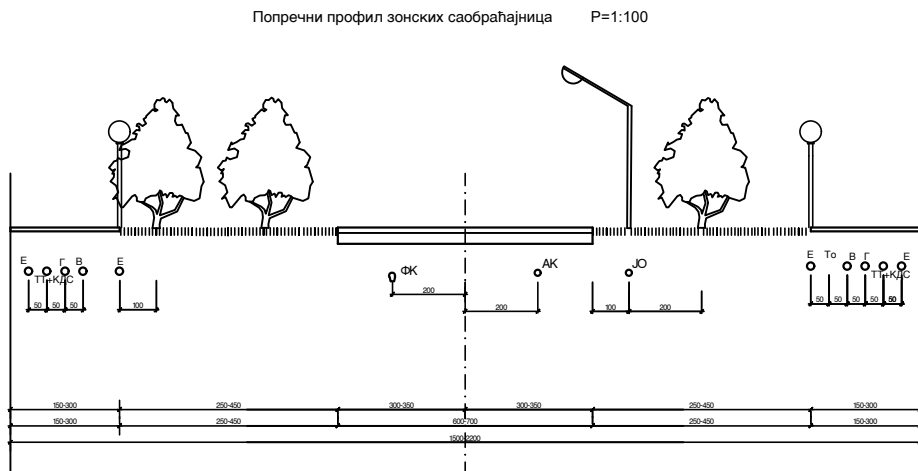 Попречни профил зонских саобраћајница P=1:100
Е Г В Е
ТТ+КДС
ФК АК ЈО
Е То В Г Е
ТТ+КДС
50 50 50 100
200 200 100 200
50 50 50 50 50
150-300 250-450 300-350 300-350 250-450 150-300
150-300 250-450 600-700 250-450 150-300
1500-2200